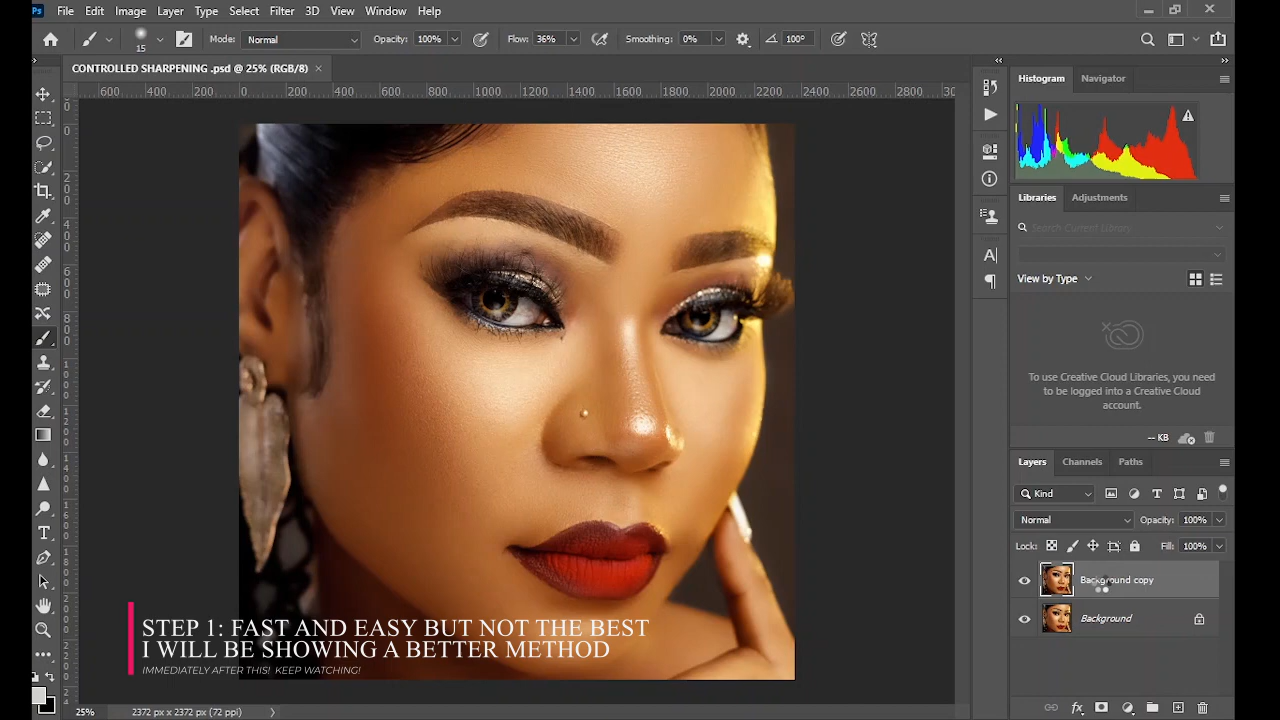 Ps File Edit Image Layer Type Select Filter 3D View Window Help
15 Mode: Normal Opacity: 100% Flow: 36% Smoothing: 0% 100°
CONTROLLED SHARPENING .psd @ 25% (RGB/8) ×
600 400 200 0 200 400 600 800 1000 1200 1400 1600 1800 2000 2200 2400 2600 2800
Histogram Navigator
Libraries Adjustments
Search Current Library
View by Type
To use Creative Cloud Libraries, you need
to be logged into a Creative Cloud
account.
-- KB
Layers Channels Paths
Kind
Normal Opacity: 100%
Lock: Fill: 100%
Background copy
Background
STEP 1: FAST AND EASY BUT NOT THE BEST
I WILL BE SHOWING A BETTER METHOD
IMMEDIATELY AFTER THIS! KEEP WATCHING!
25% 2372 px x 2372 px (72 ppi)